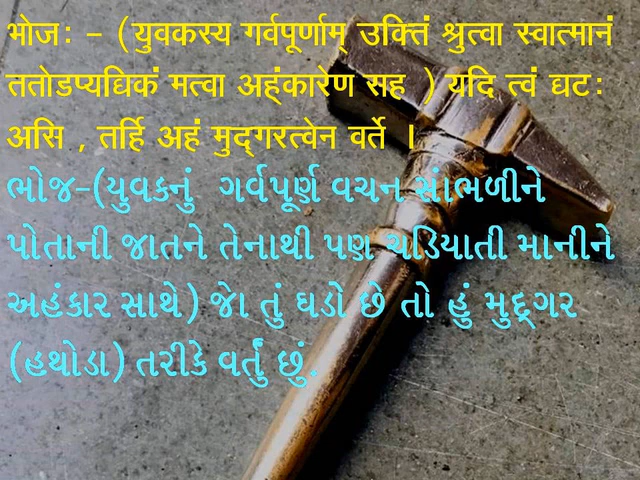 भोजः - (युवकस्य गर्वपूर्णाम् उक्तिं श्रुत्वा स्वात्मानं
ततोडप्यधिकं मत्वा अहंकारेण सह ) यदि त्वं घटः
असि , तर्हि अहं मुद्गरत्वेन वर्ते ।
ભોજ-(યુવકનું ગર્વપૂર્ણ વચન સાંભળીને
પોતાની જાતને તેનાથી પણ ચડિયાતી માનીને
અહંકાર સાથે) જો તું ઘડો છે તો હું મુદ્ગર
(હથોડા) તરીકે વર્તું છું.